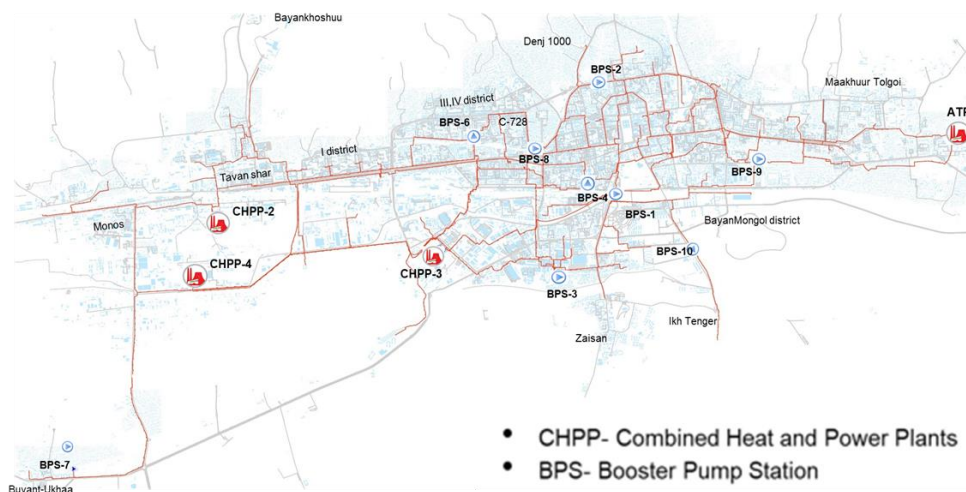 Bayankhoshuu
Denj 1000
BPS-2
Maakhuur Tolgoi
III,IV district
BPS-6
C-728
I district
BPS-8
BPS-9
Tavan shar
BPS-4
BPS-1
CHPP-2
Monos
BayanMongol district
BPS-10
CHPP-4
CHPP-3
BPS-3
Ikh Tenger
Zaisan
BPS-7
Buyant-Ukhaa
• CHPP- Combined Heat and Power Plants
• BPS- Booster Pump Station